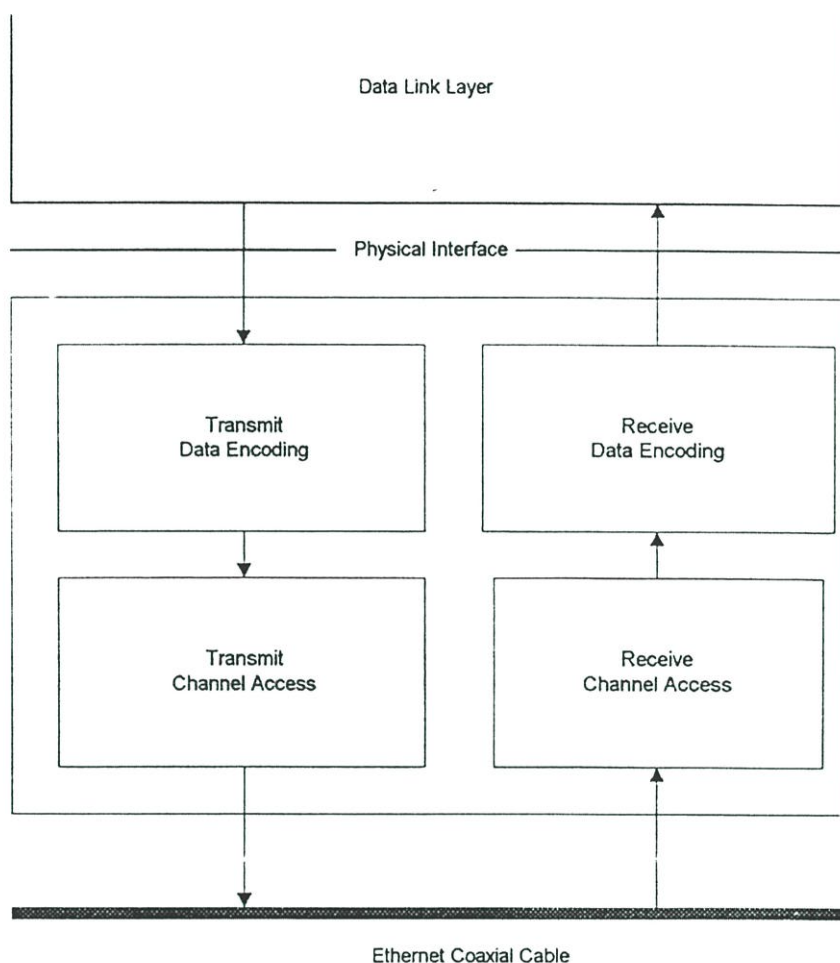 Data Link Layer
Physical Interface
Transmit
Data Encoding
Receive
Data Encoding
Transmit
Channel Access
Receive
Channel Access
Ethernet Coaxial Cable